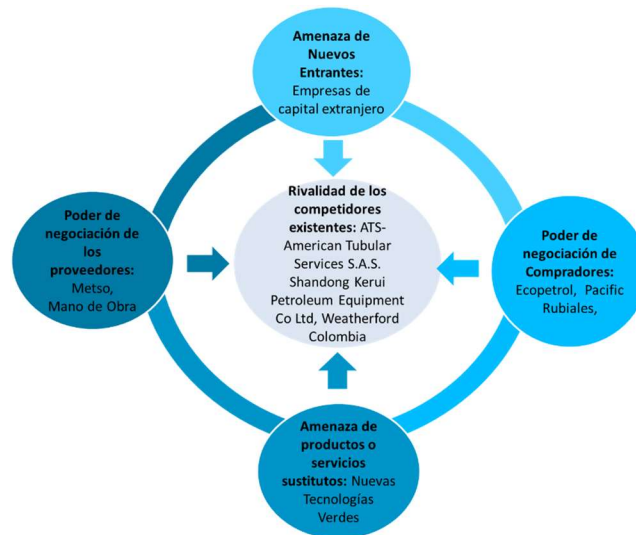 Amenaza de
Nuevos
Entrantes:
Empresas de
capital extranjero
Poder de
negociación de
los
proveedores:
Metso,
Mano de Obra
Rivalidad de los
competidores
existentes: ATS-
American Tubular
Services S.A.S.
Shandong Kerui
Petroleum Equipment
Co Ltd, Weatherford
Colombia
Poder de
negociación de
Compradores:
Ecopetrol, Pacific
Rubiales,
Amenaza de
productos o
servicios
sustitutos: Nuevas
Tecnologías
Verdes